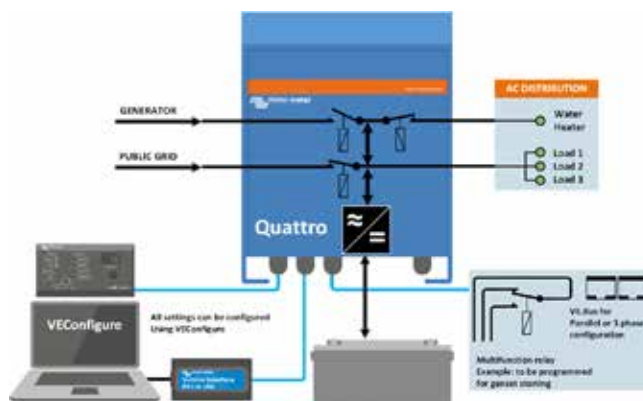 AC DISTRIBUTION
GENERATOR
Water
Heater
PUBLIC GRID
Load 1
Load 2
Load 3
Quattro
VEConfigure
All settings can be configured
Using VEConfigure
VE.Bus for
Parallel or 3-phase
configuration
Multifunction relay
Example: to be programmed
for genset starting